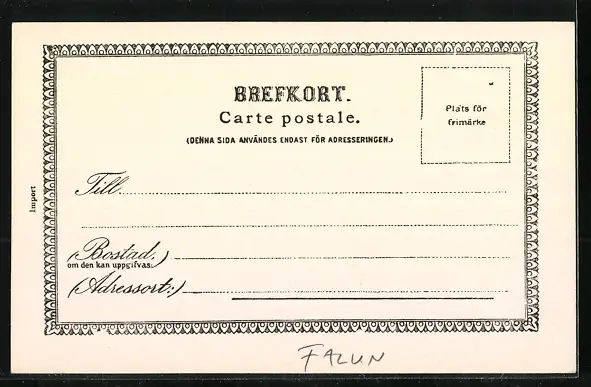 BREFKORT.
Carte postale.
(DENNA SIDA ANVÄNDES ENDAST FÖR ADRESSERINGEN.)
Plats för
frimärke
Till
(Bostad,)
om den kan uppgifvas.
(Adressort:)
Import
FALUN